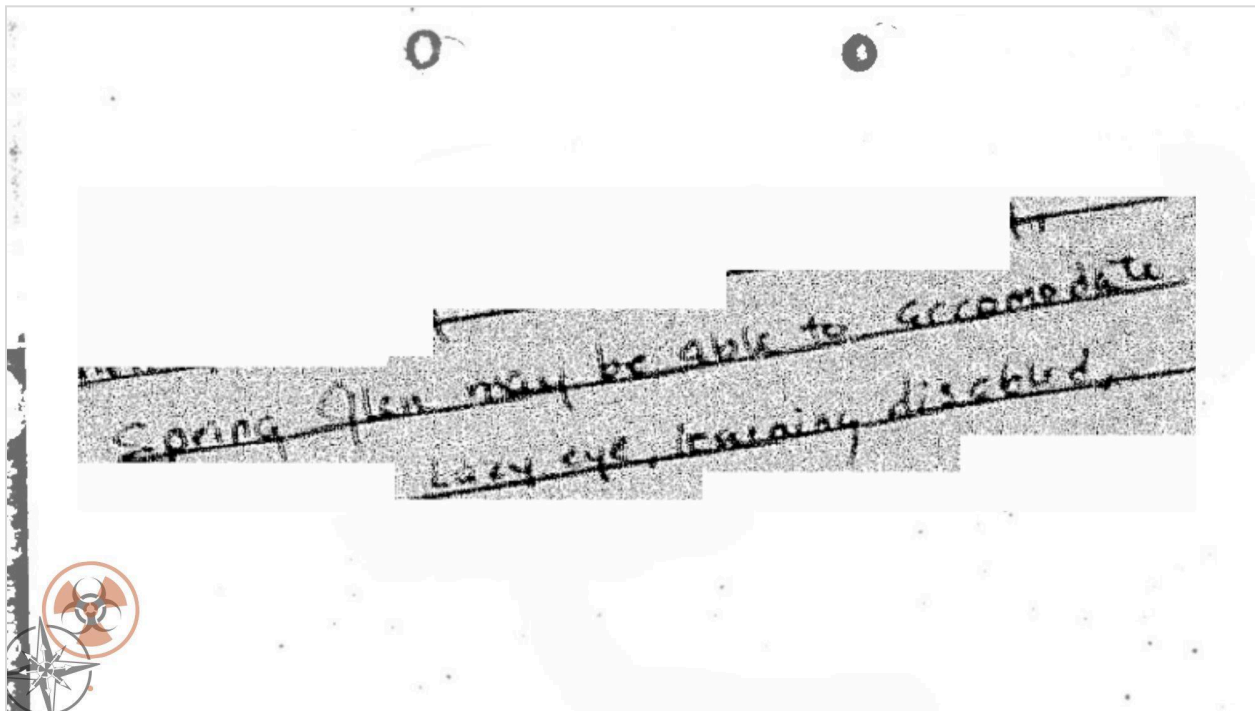 Spring Glen may be able to accomodate
Lazy eye, learning disabled,